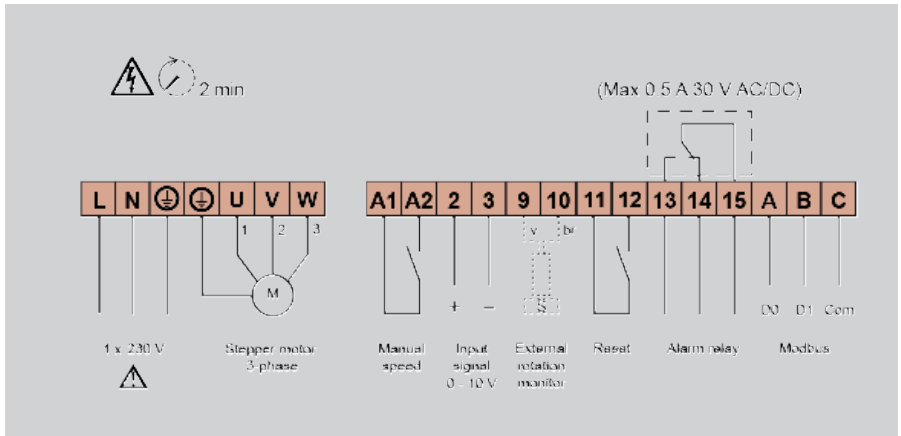 2 min
(Max 0.5 A 30 V AC/DC)
L N U V W A1 A2 2 3 9 10 11 12 13 14 15 A B C
1 2 3 v br
M
S
+ – D0 D1 Com
1 x 230 V Stepper motor Manual Input External Reset Alarm relay Modbus
3-phase speed signal rotation
0 - 10 V monitor